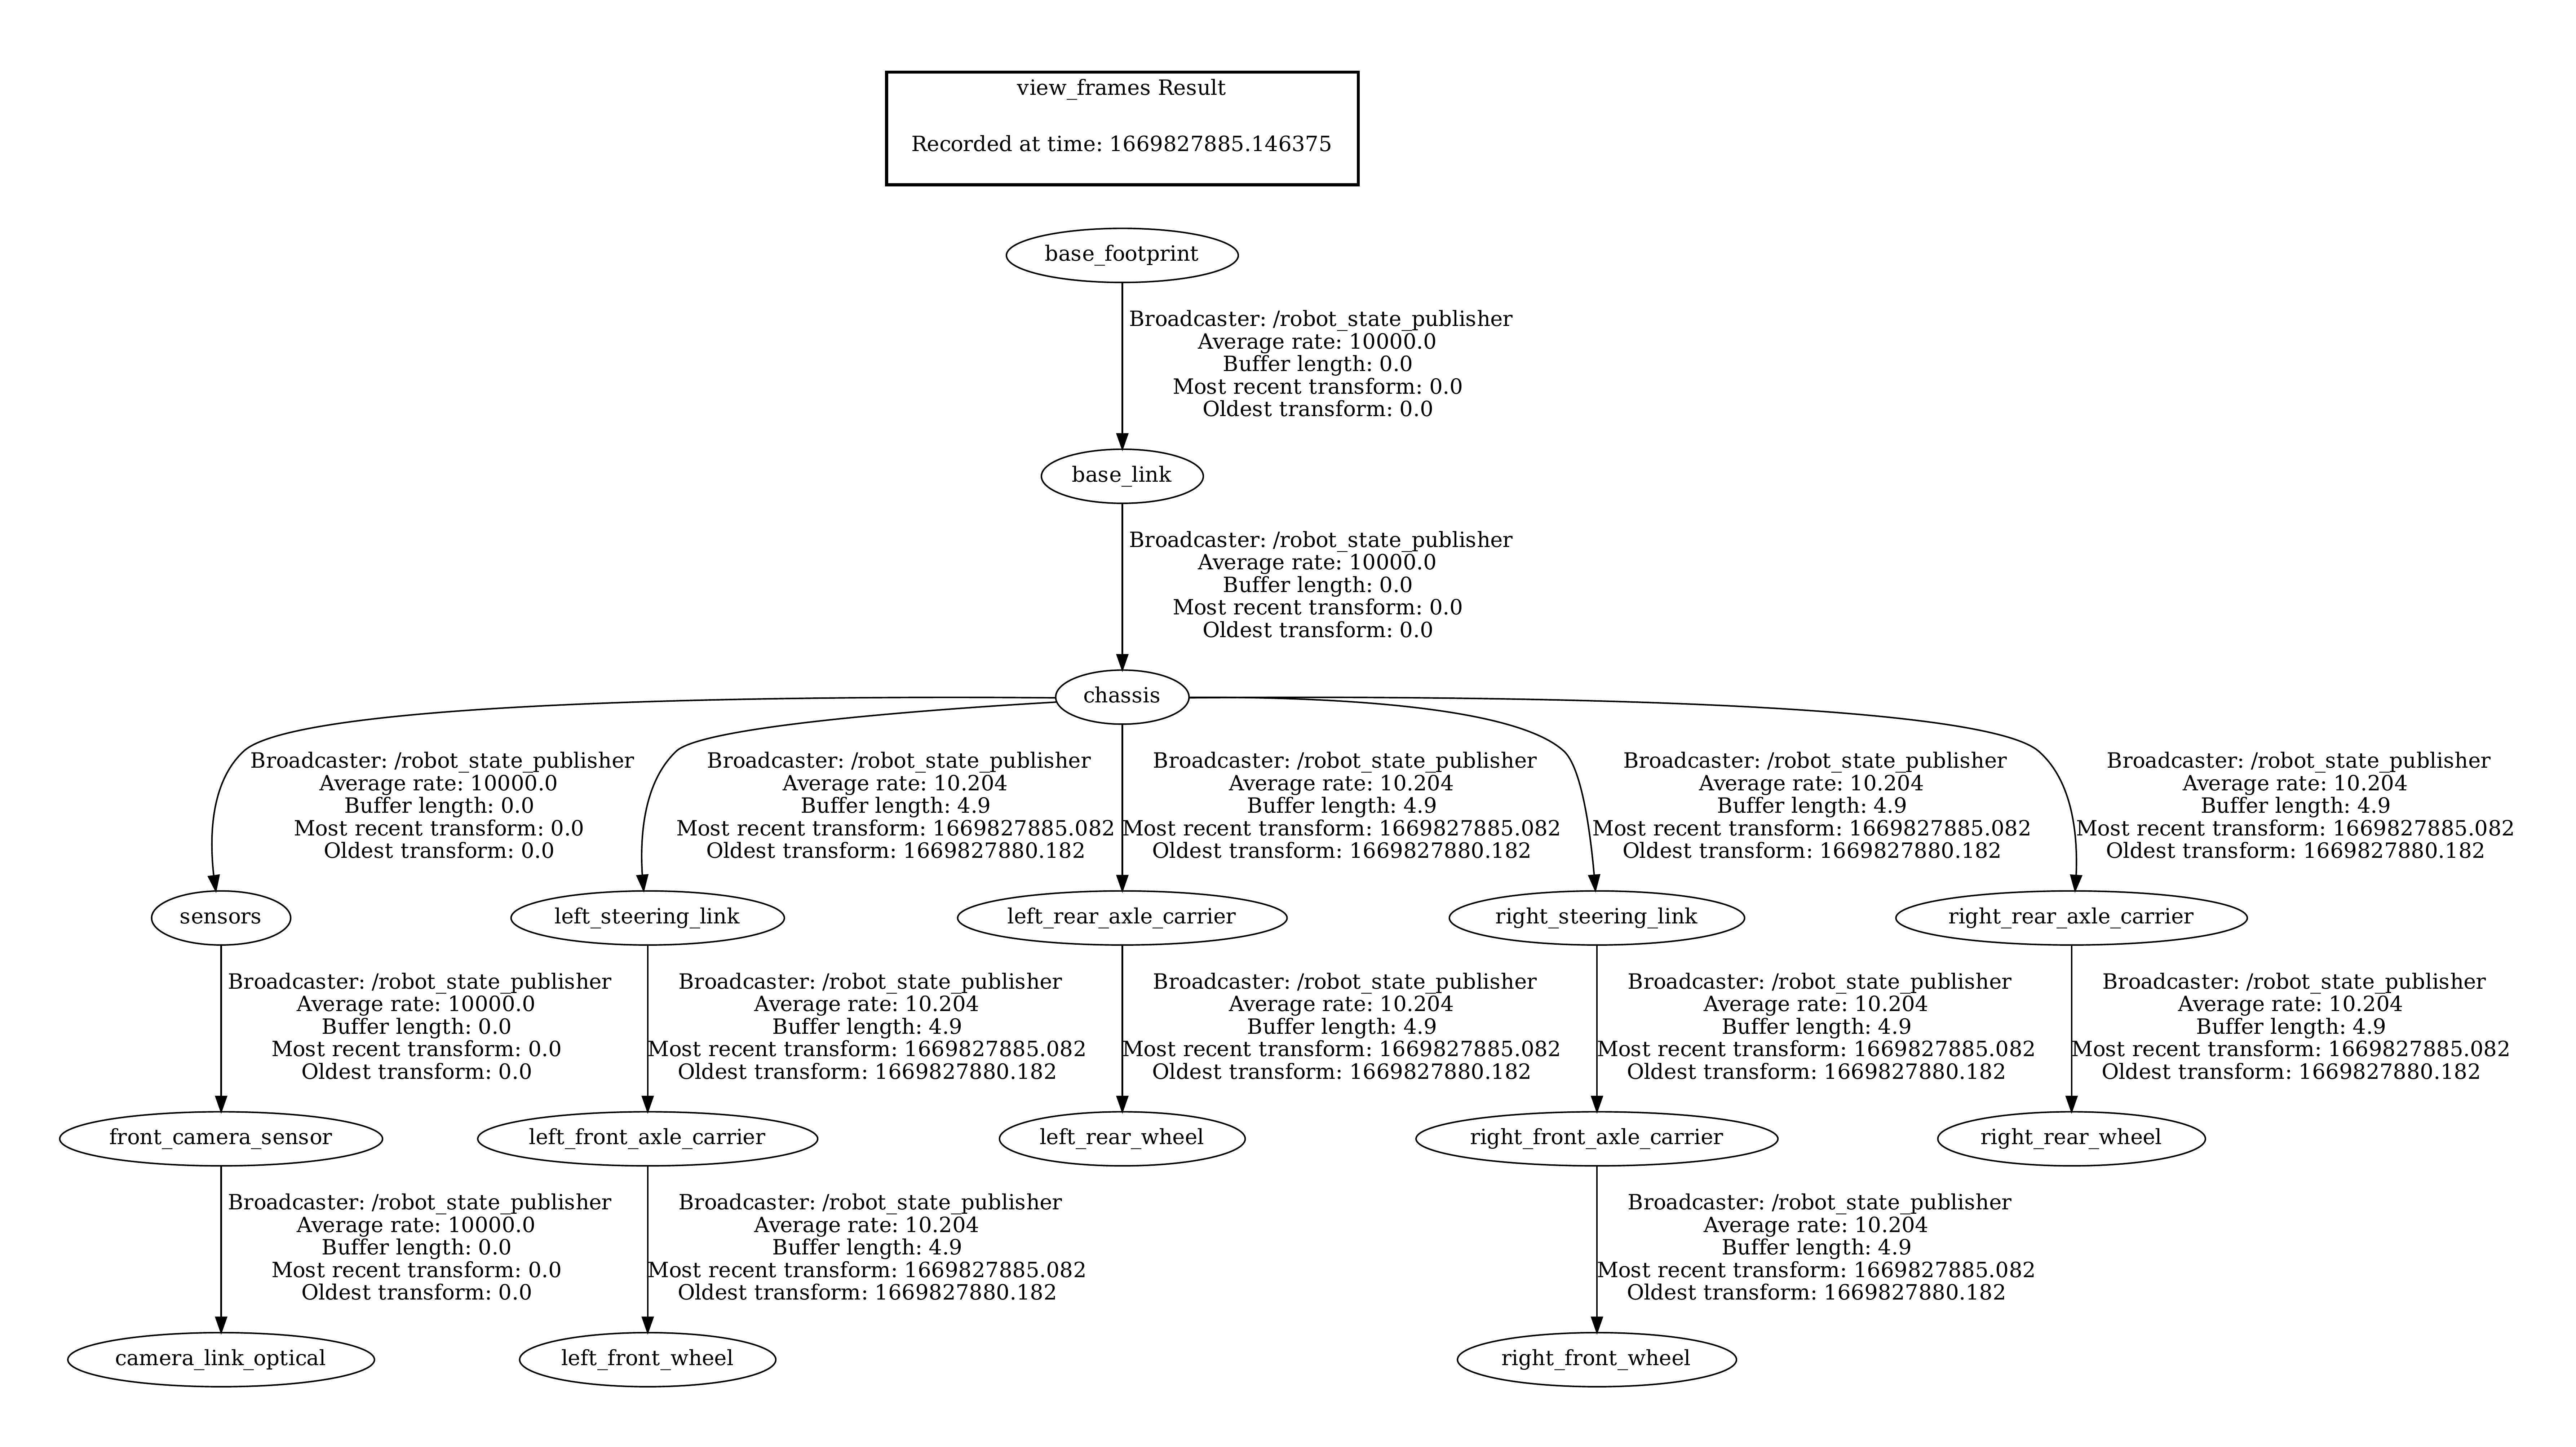 view_frames Result
Recorded at time: 1669827885.146375
base_footprint
Broadcaster: /robot_state_publisher
Average rate: 10000.0
Buffer length: 0.0
Most recent transform: 0.0
Oldest transform: 0.0
base_link
Broadcaster: /robot_state_publisher
Average rate: 10000.0
Buffer length: 0.0
Most recent transform: 0.0
Oldest transform: 0.0
chassis
Broadcaster: /robot_state_publisher
Average rate: 10000.0
Buffer length: 0.0
Most recent transform: 0.0
Oldest transform: 0.0
Broadcaster: /robot_state_publisher
Average rate: 10.204
Buffer length: 4.9
Most recent transform: 1669827885.082
Oldest transform: 1669827880.182
Broadcaster: /robot_state_publisher
Average rate: 10.204
Buffer length: 4.9
Most recent transform: 1669827885.082
Oldest transform: 1669827880.182
Broadcaster: /robot_state_publisher
Average rate: 10.204
Buffer length: 4.9
Most recent transform: 1669827885.082
Oldest transform: 1669827880.182
Broadcaster: /robot_state_publisher
Average rate: 10.204
Buffer length: 4.9
Most recent transform: 1669827885.082
Oldest transform: 1669827880.182
sensors
left_steering_link
left_rear_axle_carrier
right_steering_link
right_rear_axle_carrier
Broadcaster: /robot_state_publisher
Average rate: 10000.0
Buffer length: 0.0
Most recent transform: 0.0
Oldest transform: 0.0
Broadcaster: /robot_state_publisher
Average rate: 10.204
Buffer length: 4.9
Most recent transform: 1669827885.082
Oldest transform: 1669827880.182
Broadcaster: /robot_state_publisher
Average rate: 10.204
Buffer length: 4.9
Most recent transform: 1669827885.082
Oldest transform: 1669827880.182
Broadcaster: /robot_state_publisher
Average rate: 10.204
Buffer length: 4.9
Most recent transform: 1669827885.082
Oldest transform: 1669827880.182
Broadcaster: /robot_state_publisher
Average rate: 10.204
Buffer length: 4.9
Most recent transform: 1669827885.082
Oldest transform: 1669827880.182
front_camera_sensor
left_front_axle_carrier
left_rear_wheel
right_front_axle_carrier
right_rear_wheel
Broadcaster: /robot_state_publisher
Average rate: 10000.0
Buffer length: 0.0
Most recent transform: 0.0
Oldest transform: 0.0
Broadcaster: /robot_state_publisher
Average rate: 10.204
Buffer length: 4.9
Most recent transform: 1669827885.082
Oldest transform: 1669827880.182
Broadcaster: /robot_state_publisher
Average rate: 10.204
Buffer length: 4.9
Most recent transform: 1669827885.082
Oldest transform: 1669827880.182
camera_link_optical
left_front_wheel
right_front_wheel